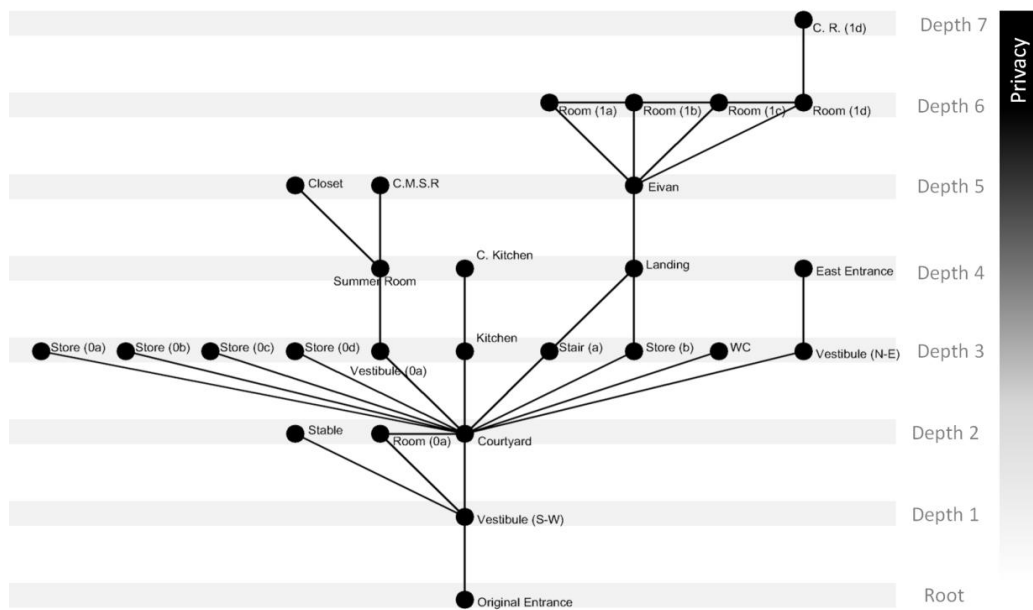 Depth 7
C. R. (1d)
Privacy
Depth 6
Room (1a)
Room (1b)
Room (1c)
Room (1d)
Closet
C.M.S.R
Eivan
Depth 5
C. Kitchen
Landing
East Entrance
Depth 4
Summer Room
Kitchen
Store (0a)
Store (0b)
Store (0c)
Store (0d)
Stair (a)
Store (b)
WC
Vestibule (N-E)
Depth 3
Vestibule (0a)
Stable
Room (0a)
Courtyard
Depth 2
Vestibule (S-W)
Depth 1
Original Entrance
Root